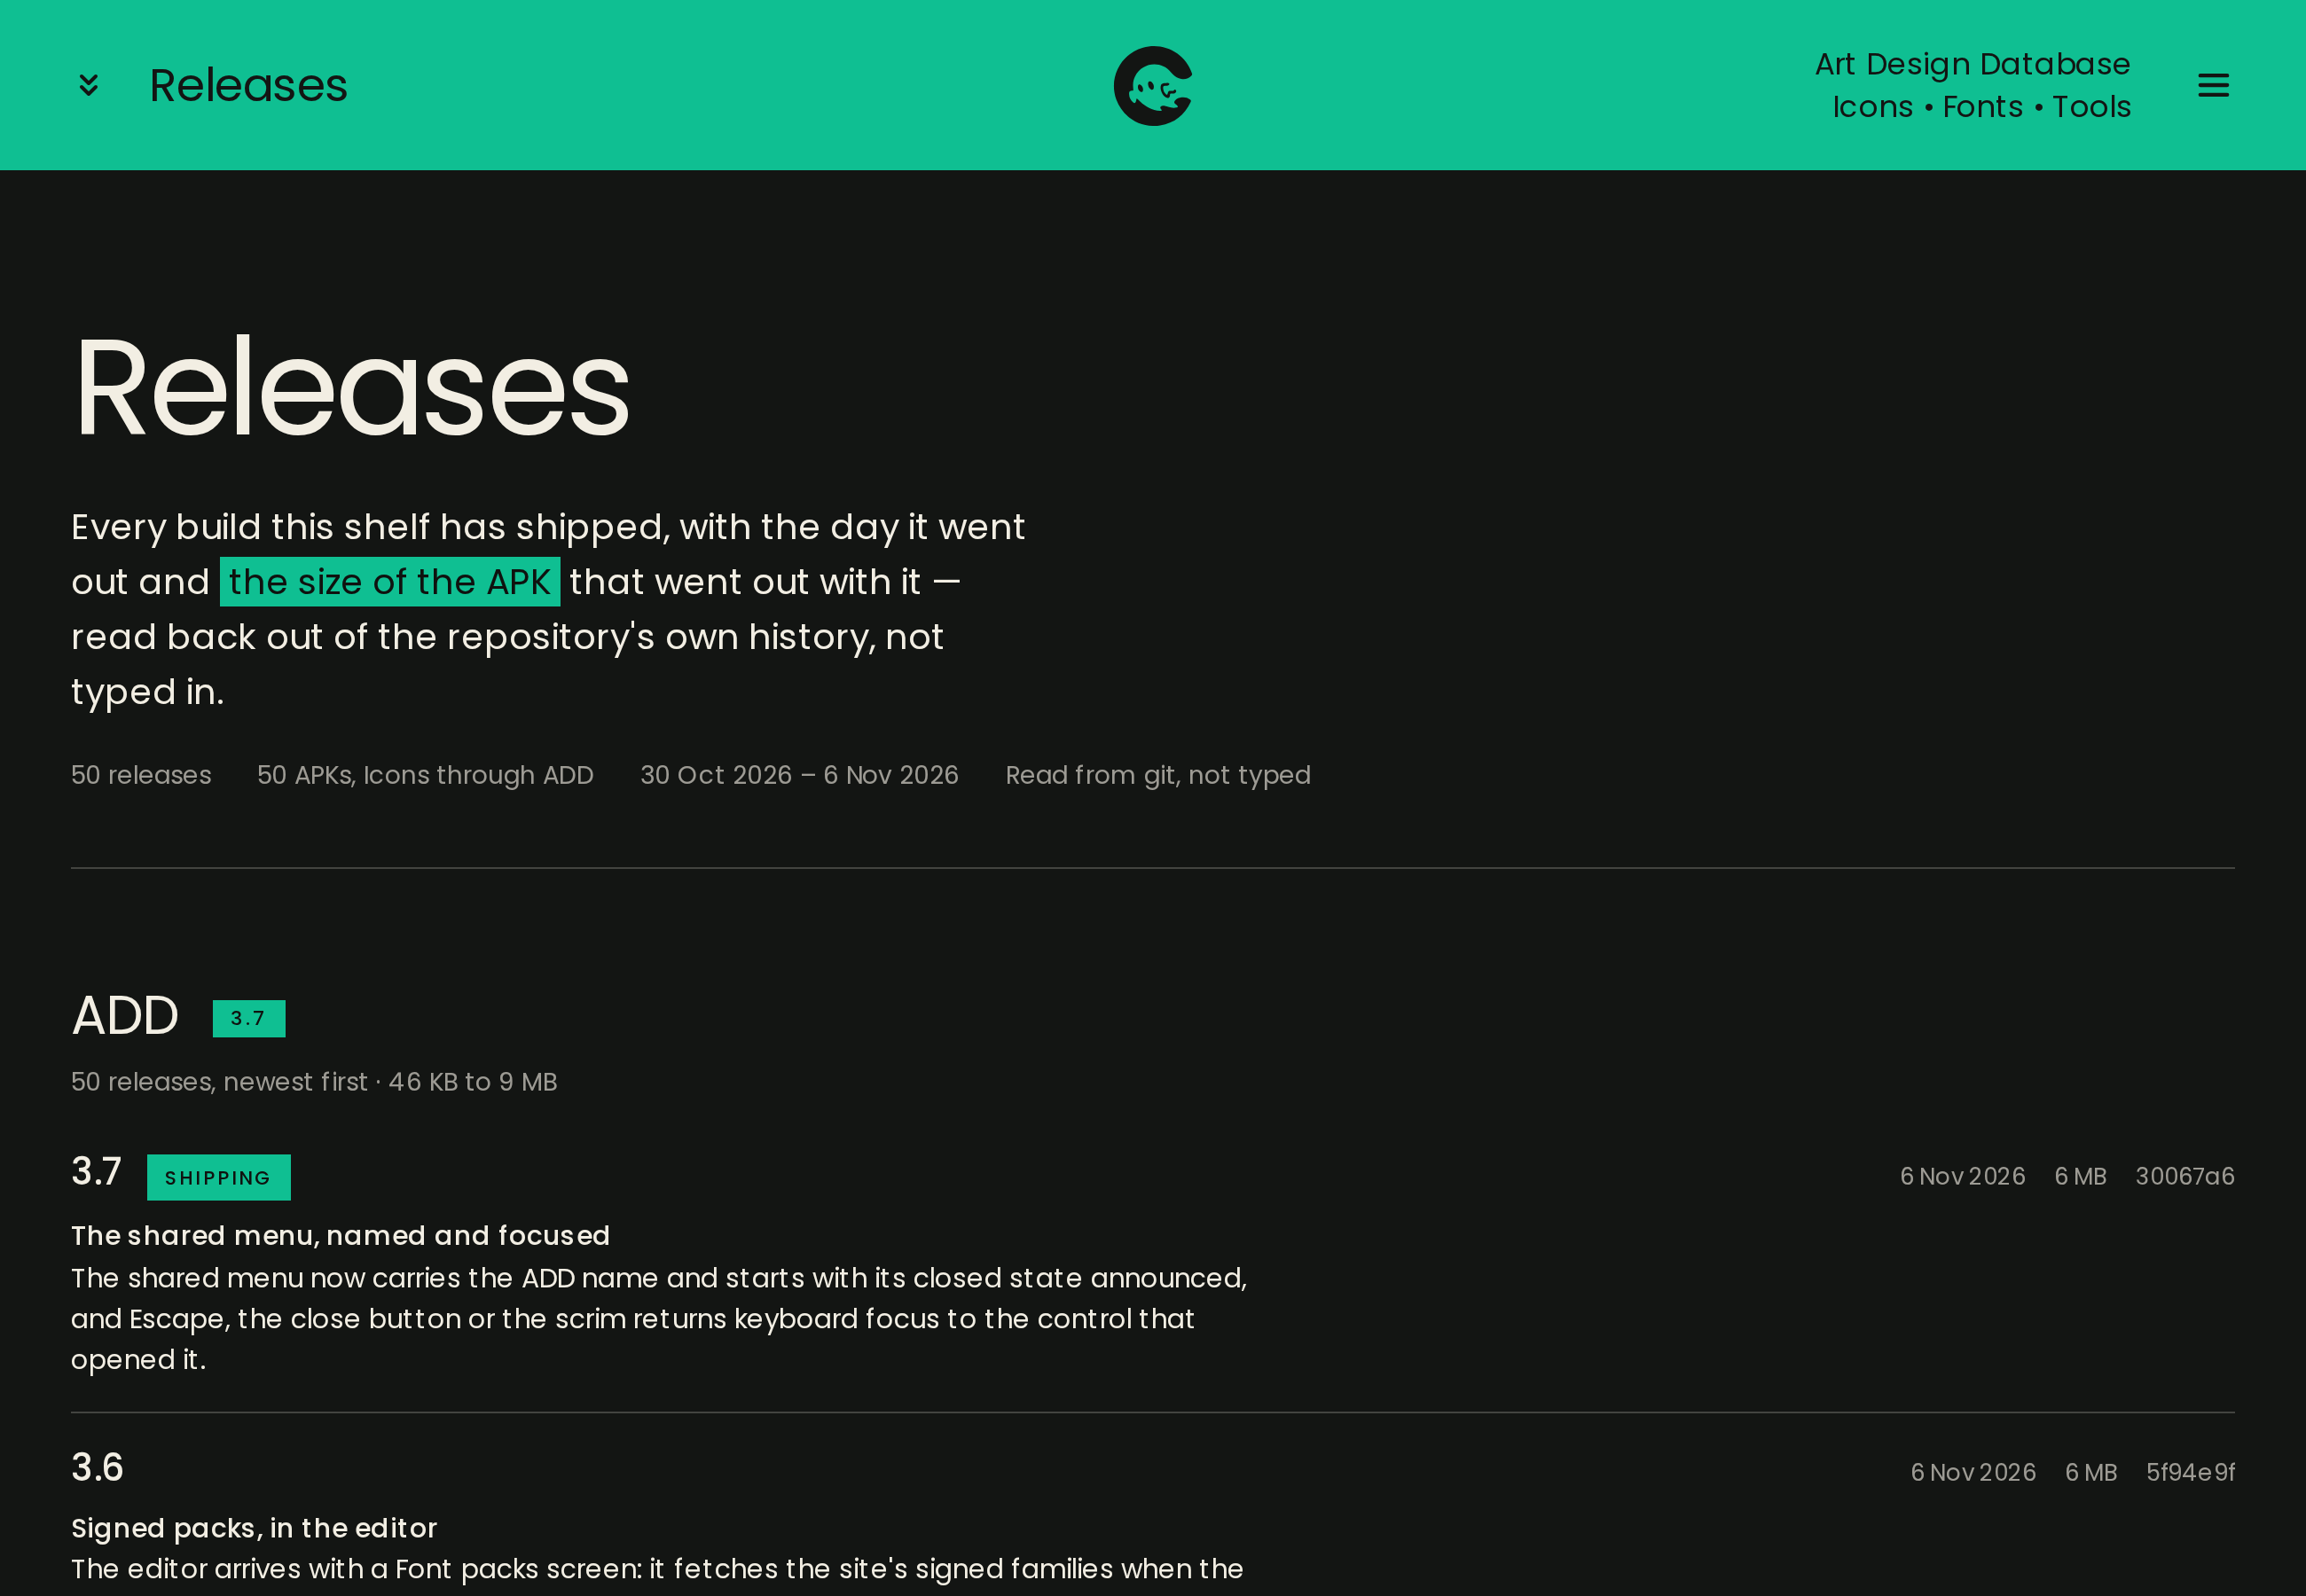 Releases
Art Design Database
Icons • Fonts • Tools
Releases
Every build this shelf has shipped, with the day it went
out and the size of the APK that went out with it —
read back out of the repository's own history, not
typed in.
50 releases 50 APKs, Icons through ADD 30 Oct 2026 – 6 Nov 2026 Read from git, not typed
ADD 3.7
50 releases, newest first · 46 KB to 9 MB
3.7 SHIPPING 6 Nov 2026 6 MB 30067a6
The shared menu, named and focused
The shared menu now carries the ADD name and starts with its closed state announced,
and Escape, the close button or the scrim returns keyboard focus to the control that
opened it.
3.6 6 Nov 2026 6 MB 5f94e9f
Signed packs, in the editor
The editor arrives with a Font packs screen: it fetches the site's signed families when the